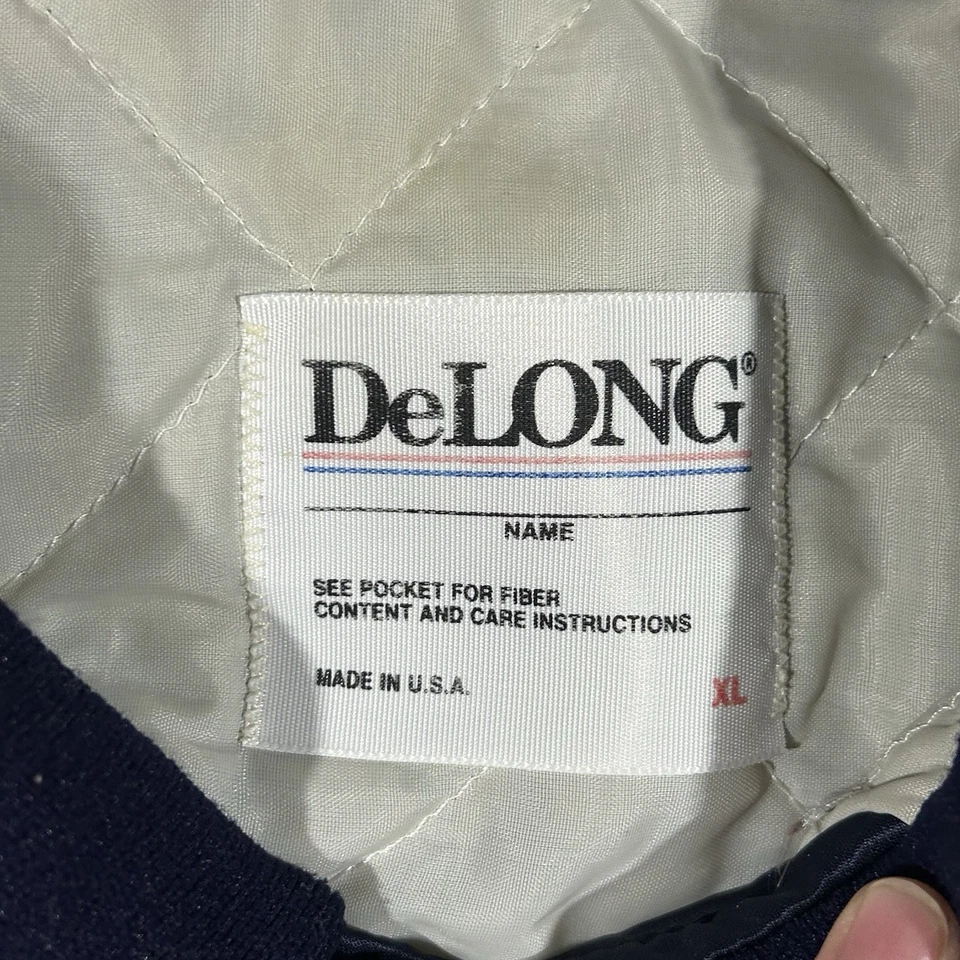 DeLONG®
NAME
SEE POCKET FOR FIBER
CONTENT AND CARE INSTRUCTIONS
MADE IN U.S.A.
XL